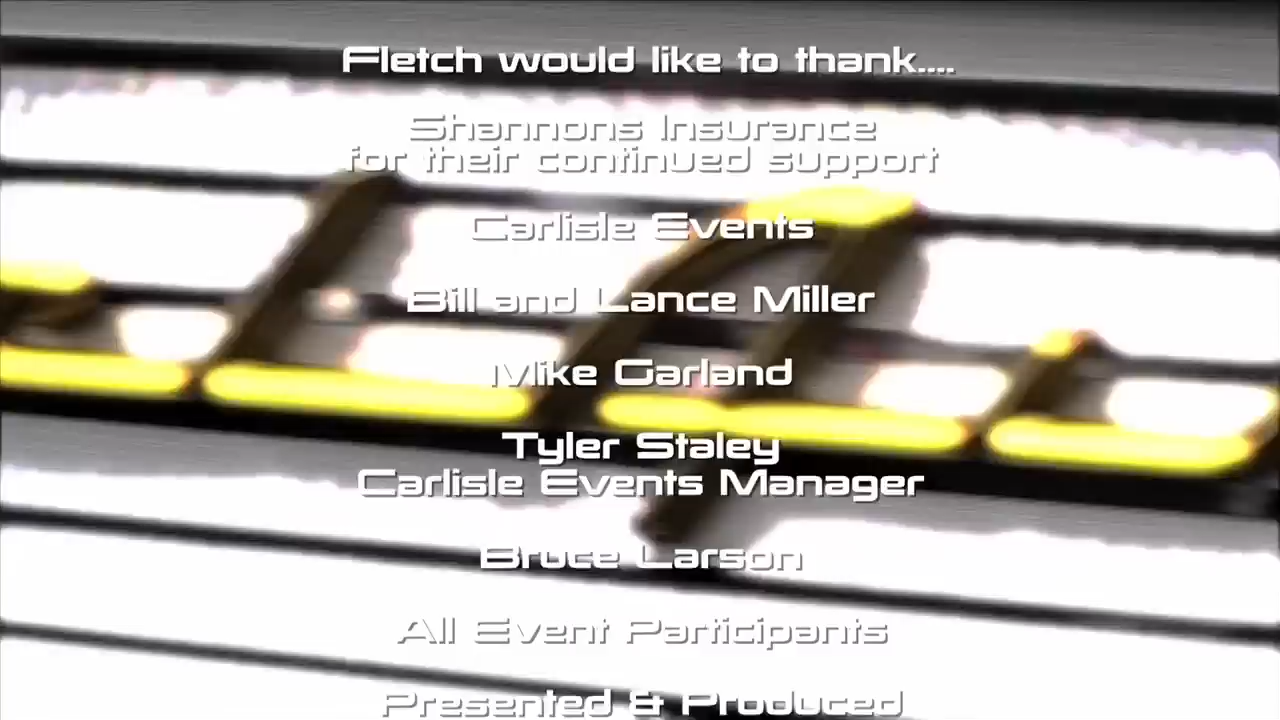 Fletch would like to thank....
Shannons Insurance
for their continued support
Carlisle Events
Bill and Lance Miller
Mike Garland
Tyler Staley
Carlisle Events Manager
Bruce Larson
All Event Participants
Presented & Produced